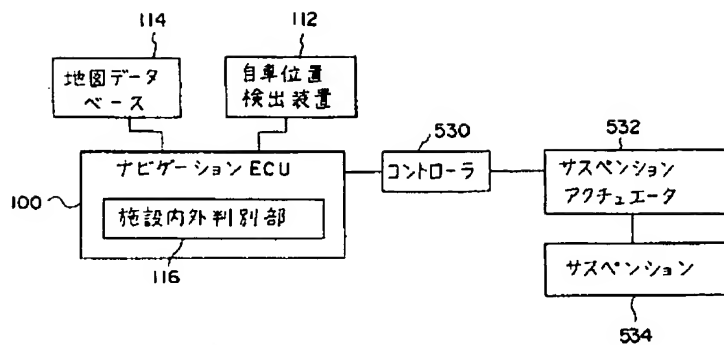 114
112
地図データ
ベース
自車位置
検出装置
530
532
ナビゲーションECU
コントローラ
サスペンション
アクチュエータ
100
施設内外判別部
116
サスペンション
534